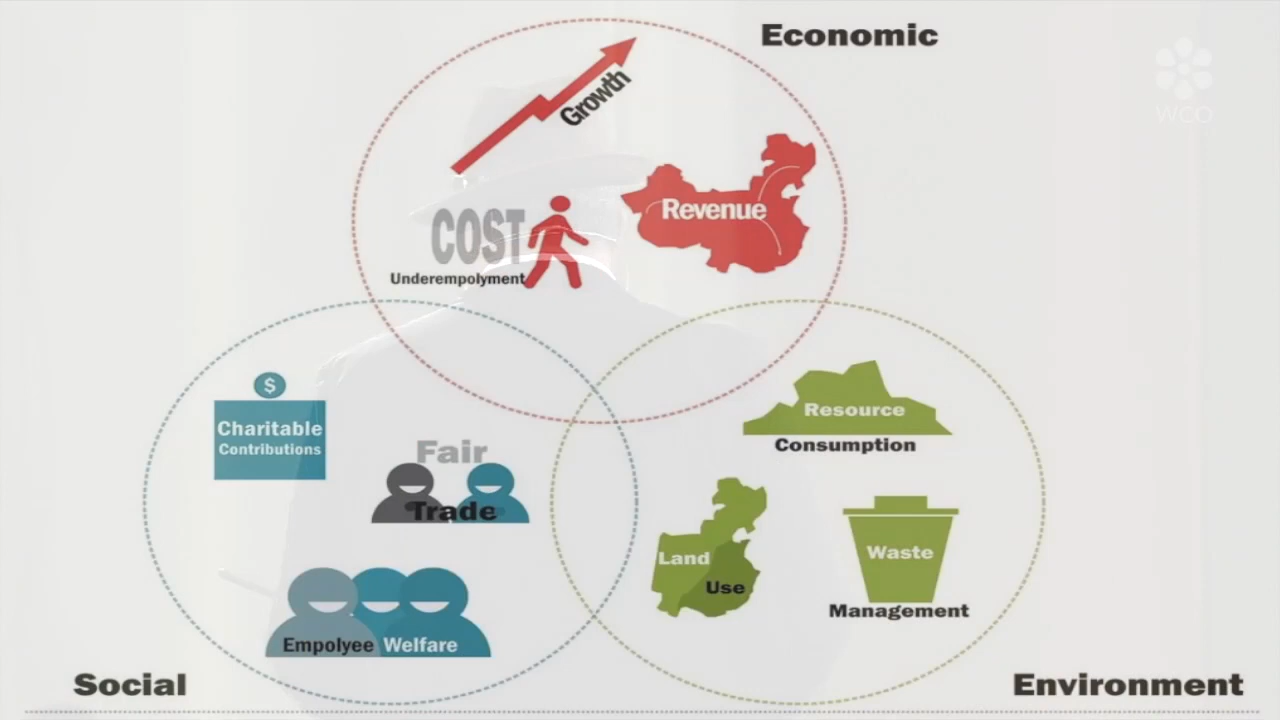 Economic
WCO
Growth
Revenue
COST
Underempolyment
Charitable
Contributions
Fair
Trade
Empolyee Welfare
Social
Resource
Consumption
Land
Use
Waste
Management
Environment